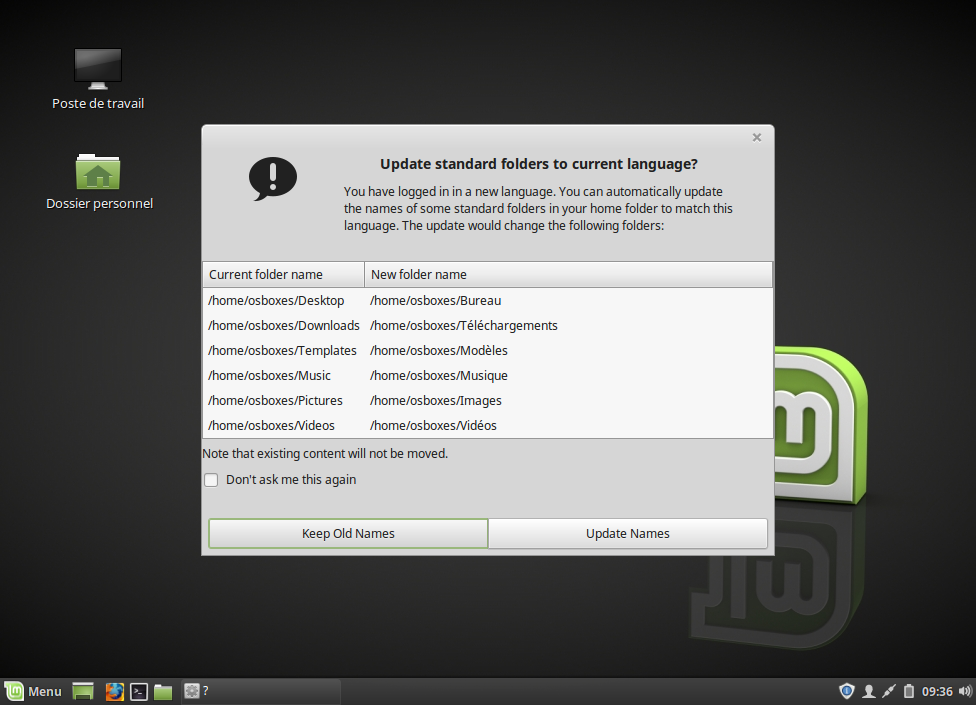 Poste de travail
Dossier personnel
Update standard folders to current language?
You have logged in in a new language. You can automatically update
the names of some standard folders in your home folder to match this
language. The update would change the following folders:
Current folder name New folder name
/home/osboxes/Desktop /home/osboxes/Bureau
/home/osboxes/Downloads /home/osboxes/Téléchargements
/home/osboxes/Templates /home/osboxes/Modèles
/home/osboxes/Music /home/osboxes/Musique
/home/osboxes/Pictures /home/osboxes/Images
/home/osboxes/Videos /home/osboxes/Vidéos
Note that existing content will not be moved.
Don't ask me this again
Keep Old Names Update Names
Menu ? 09:36